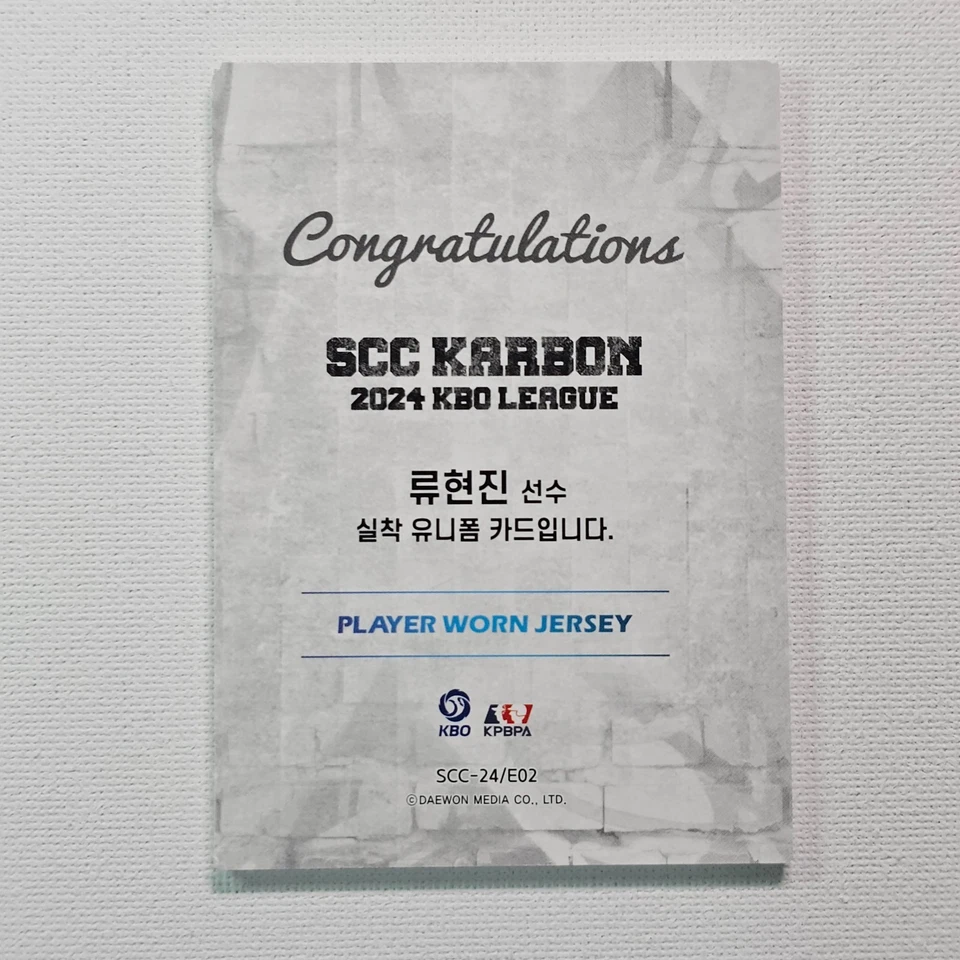 Congratulations
SCC KARBON
2024 KBO LEAGUE
류현진 선수
실착 유니폼 카드입니다.
PLAYER WORN JERSEY
KBO KPBPA
SCC-24/E02
ⓒDAEWON MEDIA CO., LTD.